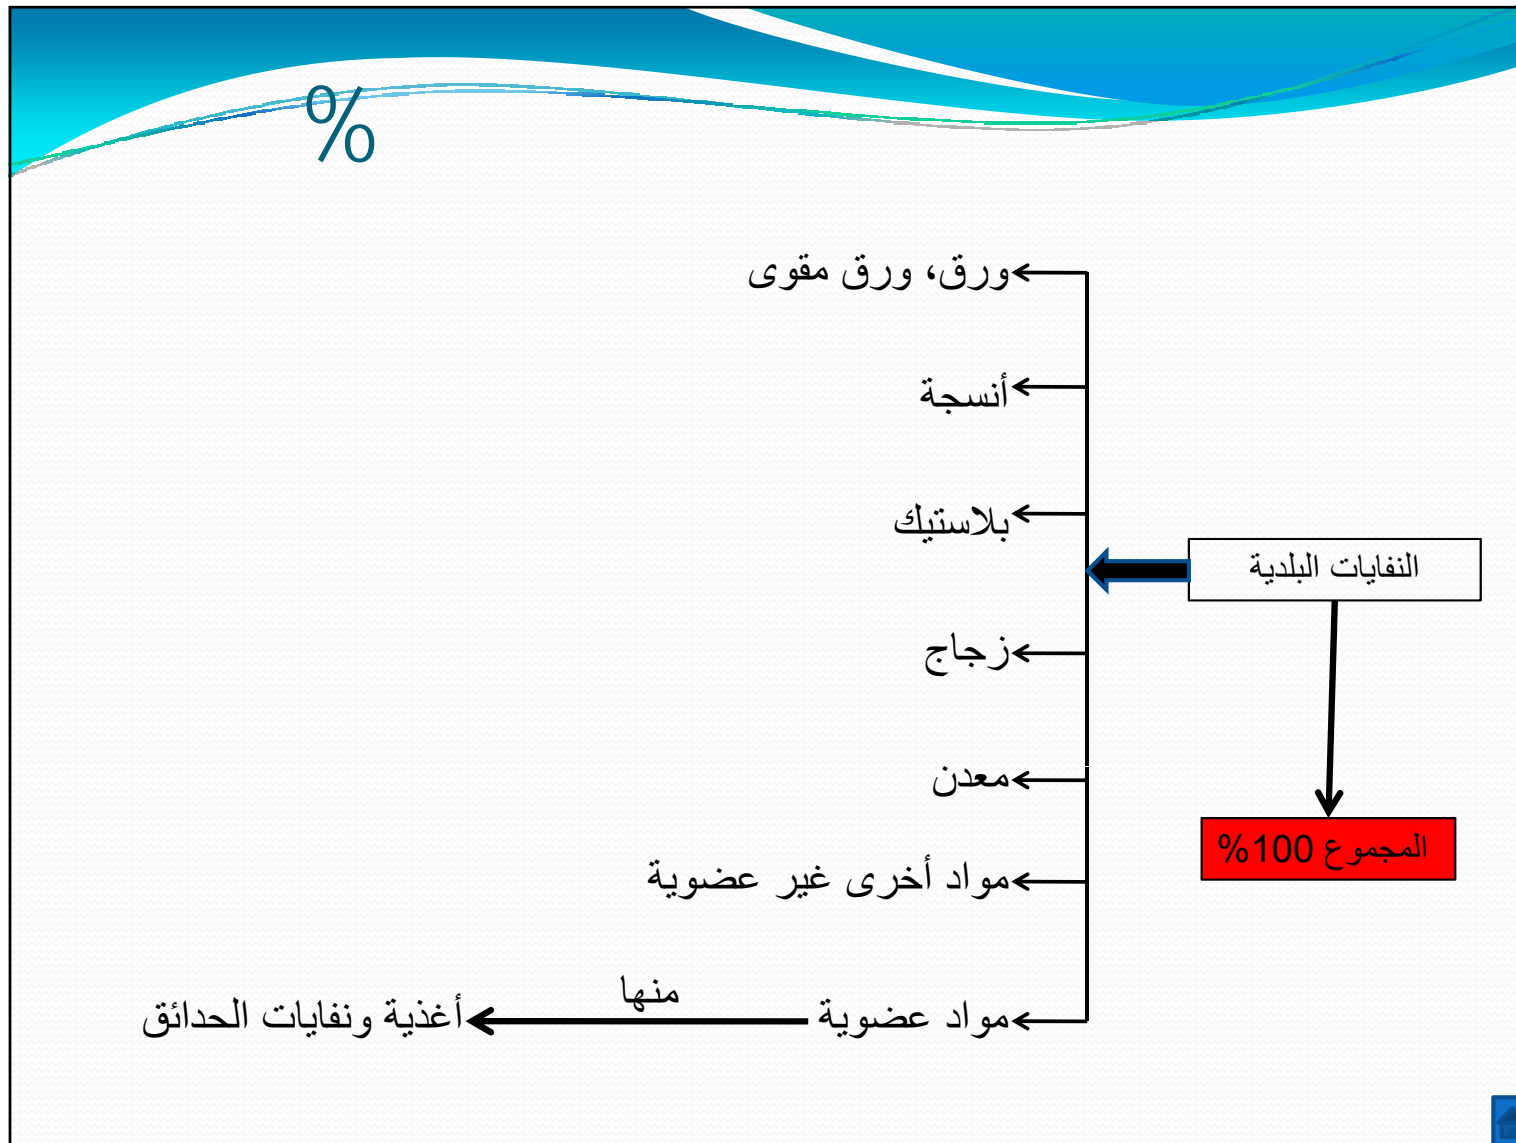 %
ورق، ورق مقوى
أنسجة
بلاستيك
النفايات البلدية
زجاج
معدن
المجموع 100%
مواد أخرى غير عضوية
مواد عضوية
منها
أغذية ونفايات الحدائق